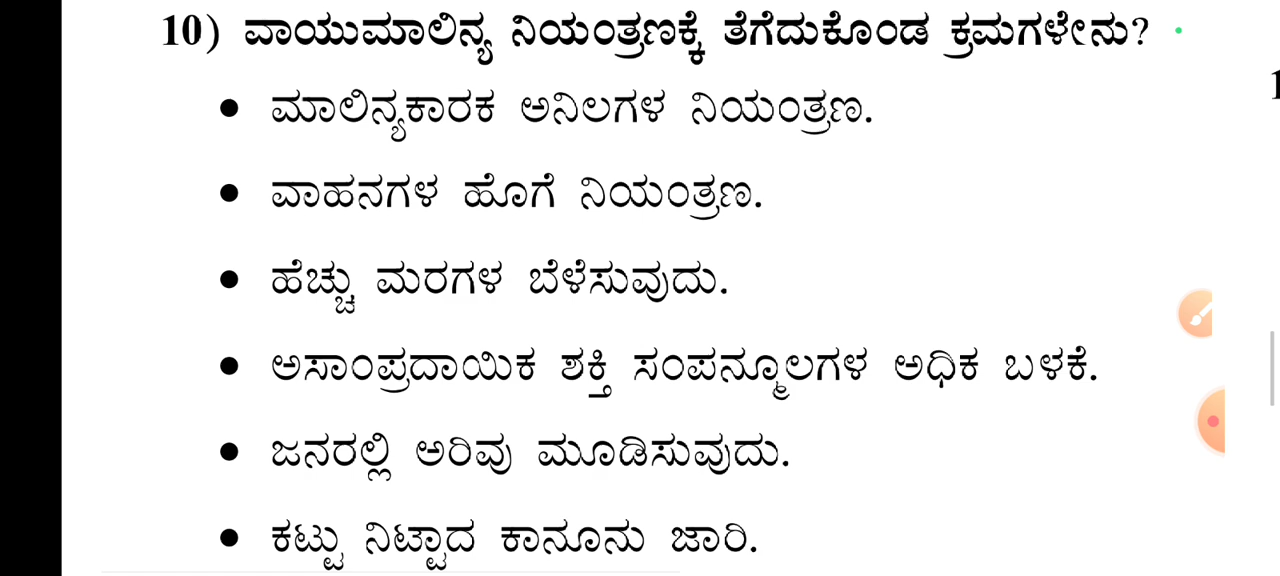 10) ವಾಯುಮಾಲಿನ್ಯ ನಿಯಂತ್ರಣಕ್ಕೆ ತೆಗೆದುಕೊಂಡ ಕ್ರಮಗಳೇನು?
• ಮಾಲಿನ್ಯಕಾರಕ ಅನಿಲಗಳ ನಿಯಂತ್ರಣ.
• ವಾಹನಗಳ ಹೊಗೆ ನಿಯಂತ್ರಣ.
• ಹೆಚ್ಚು ಮರಗಳ ಬೆಳೆಸುವುದು.
• ಅಸಾಂಪ್ರದಾಯಿಕ ಶಕ್ತಿ ಸಂಪನ್ಮೂಲಗಳ ಅಧಿಕ ಬಳಕೆ.
• ಜನರಲ್ಲಿ ಅರಿವು ಮೂಡಿಸುವುದು.
• ಕಟ್ಟು ನಿಟ್ಟಾದ ಕಾನೂನು ಜಾರಿ.